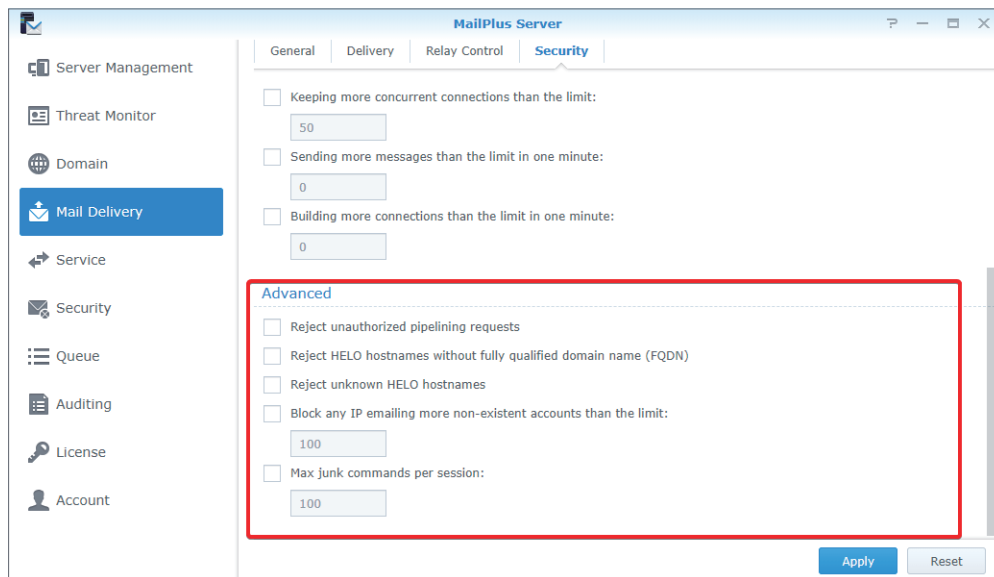 MailPlus Server
General
Delivery
Relay Control
Security
Server Management
Threat Monitor
Domain
Mail Delivery
Service
Security
Queue
Auditing
License
Account
Keeping more concurrent connections than the limit:
50
Sending more messages than the limit in one minute:
0
Building more connections than the limit in one minute:
0
Advanced
Reject unauthorized pipelining requests
Reject HELO hostnames without fully qualified domain name (FQDN)
Reject unknown HELO hostnames
Block any IP emailing more non-existent accounts than the limit:
100
Max junk commands per session:
100
Apply
Reset